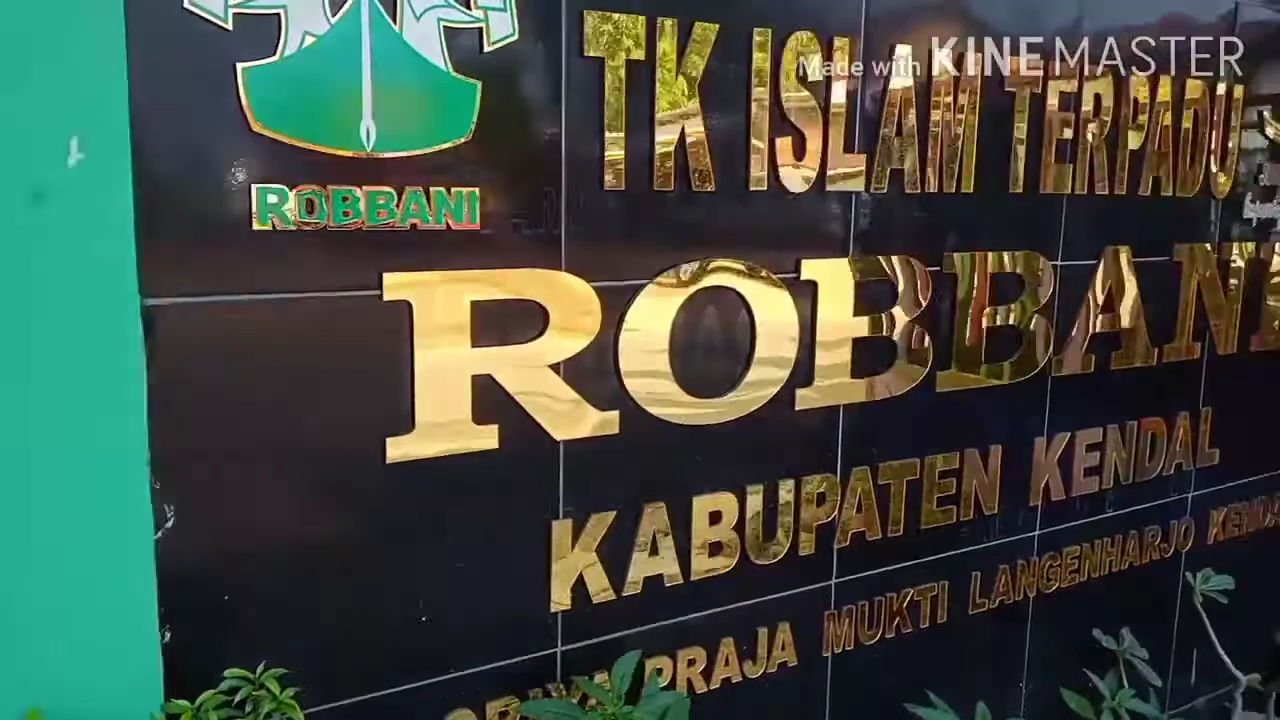 Made with KINEMASTER
TK ISLAM TERPADU
ROBBANI
ROBBANI
KABUPATEN KENDAL
PRAJA MUKTI LANGENHARJO